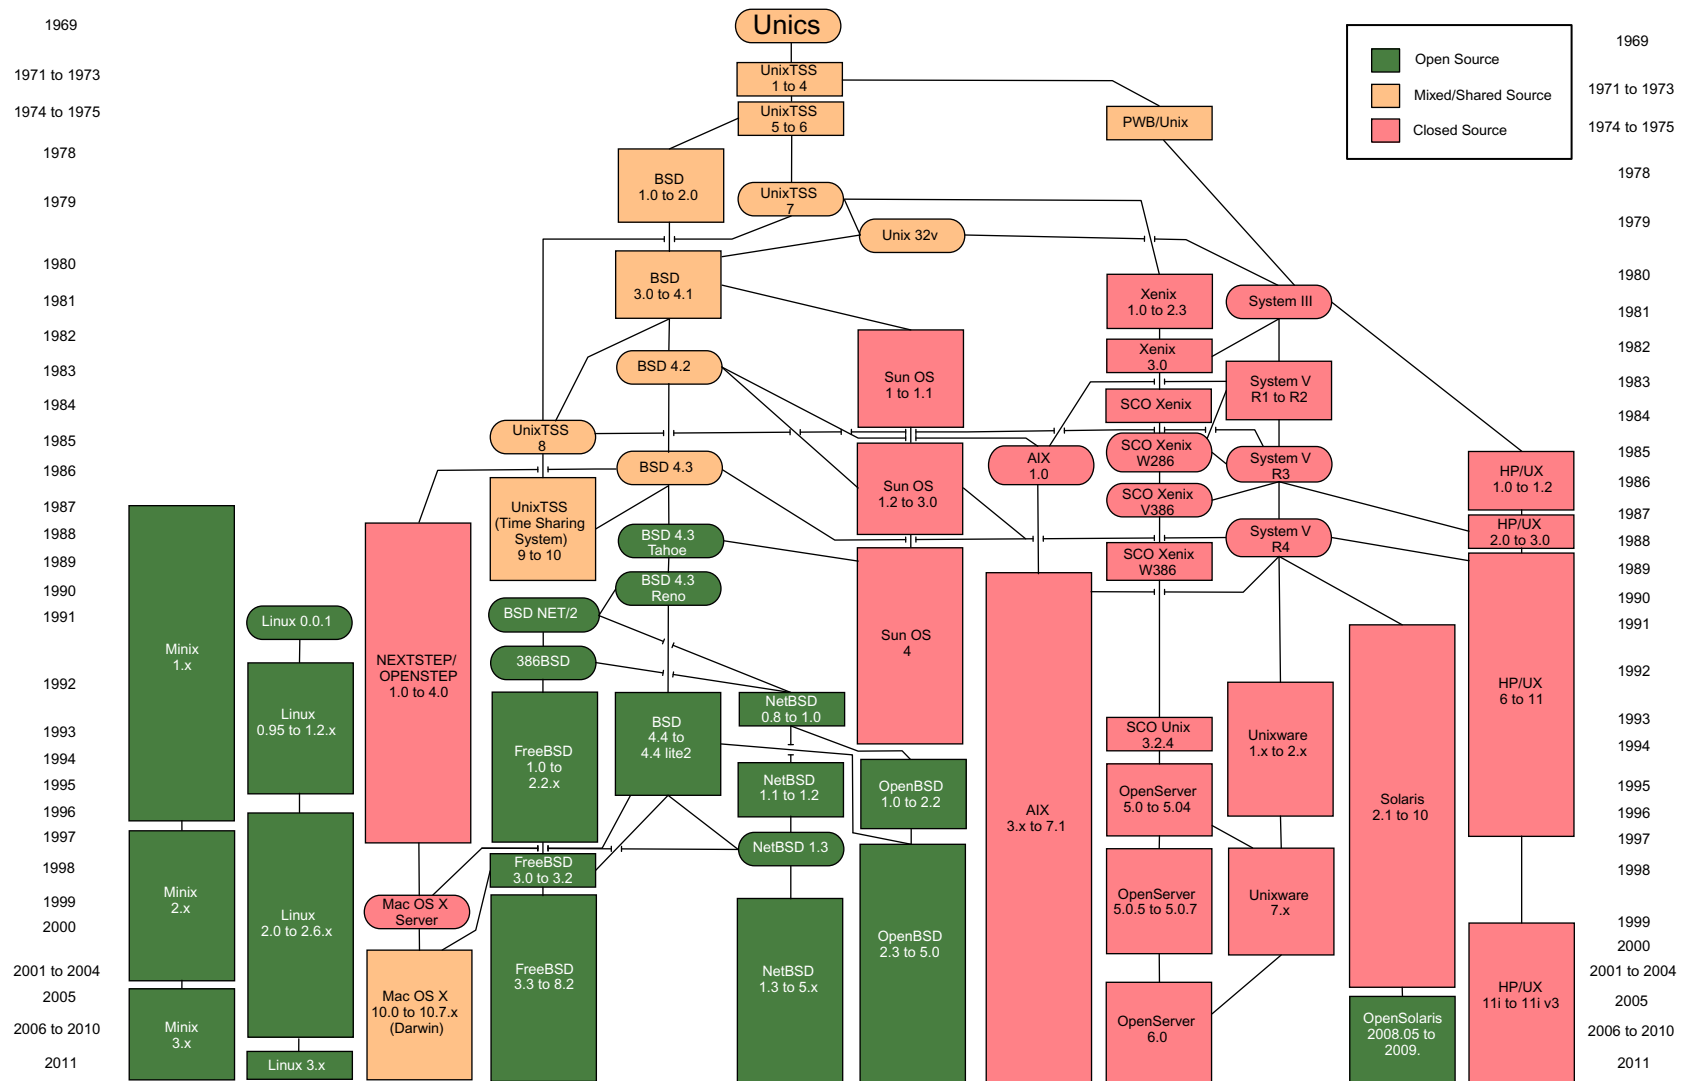 Unics
1969
1969
Open Source
Mixed/Shared Source
Closed Source
1971 to 1973
UnixTSS
1 to 4
1971 to 1973
1974 to 1975
UnixTSS
5 to 6
PWB/Unix
1974 to 1975
1978
BSD
1.0 to 2.0
1978
1979
UnixTSS
7
Unix 32v
1979
1980
BSD
3.0 to 4.1
1980
1981
Xenix
1.0 to 2.3
System III
1981
1982
Xenix
3.0
1982
1983
BSD 4.2
Sun OS
1 to 1.1
System V
R1 to R2
1983
1984
SCO Xenix
1984
1985
UnixTSS
8
SCO Xenix
W286
1985
1986
BSD 4.3
AIX
1.0
System V
R3
HP/UX
1.0 to 1.2
1986
1987
UnixTSS
(Time Sharing
System)
9 to 10
Sun OS
1.2 to 3.0
SCO Xenix
V386
1987
1988
BSD 4.3
Tahoe
System V
R4
HP/UX
2.0 to 3.0
1988
1989
SCO Xenix
W386
1989
1990
BSD 4.3
Reno
1990
1991
Linux 0.0.1
BSD NET/2
1991
Minix
1.x
NEXTSTEP/
OPENSTEP
1.0 to 4.0
386BSD
Sun OS
4
1992
HP/UX
6 to 11
1992
1993
Linux
0.95 to 1.2.x
BSD
4.4 to
4.4 lite2
NetBSD
0.8 to 1.0
SCO Unix
3.2.4
1993
1994
FreeBSD
1.0 to
2.2.x
Unixware
1.x to 2.x
1994
1995
NetBSD
1.1 to 1.2
OpenBSD
1.0 to 2.2
OpenServer
5.0 to 5.04
1995
1996
AIX
3.x to 7.1
Solaris
2.1 to 10
1996
1997
NetBSD 1.3
1997
1998
FreeBSD
3.0 to 3.2
1998
1999
Minix
2.x
Mac OS X
Server
OpenServer
5.0.5 to 5.0.7
Unixware
7.x
1999
2000
Linux
2.0 to 2.6.x
OpenBSD
2.3 to 5.0
2000
2001 to 2004
FreeBSD
3.3 to 8.2
NetBSD
1.3 to 5.x
2001 to 2004
2005
Mac OS X
10.0 to 10.7.x
(Darwin)
HP/UX
11i to 11i v3
2005
2006 to 2010
Minix
3.x
OpenServer
6.0
OpenSolaris
2008.05 to
2009.
2006 to 2010
2011
Linux 3.x
2011